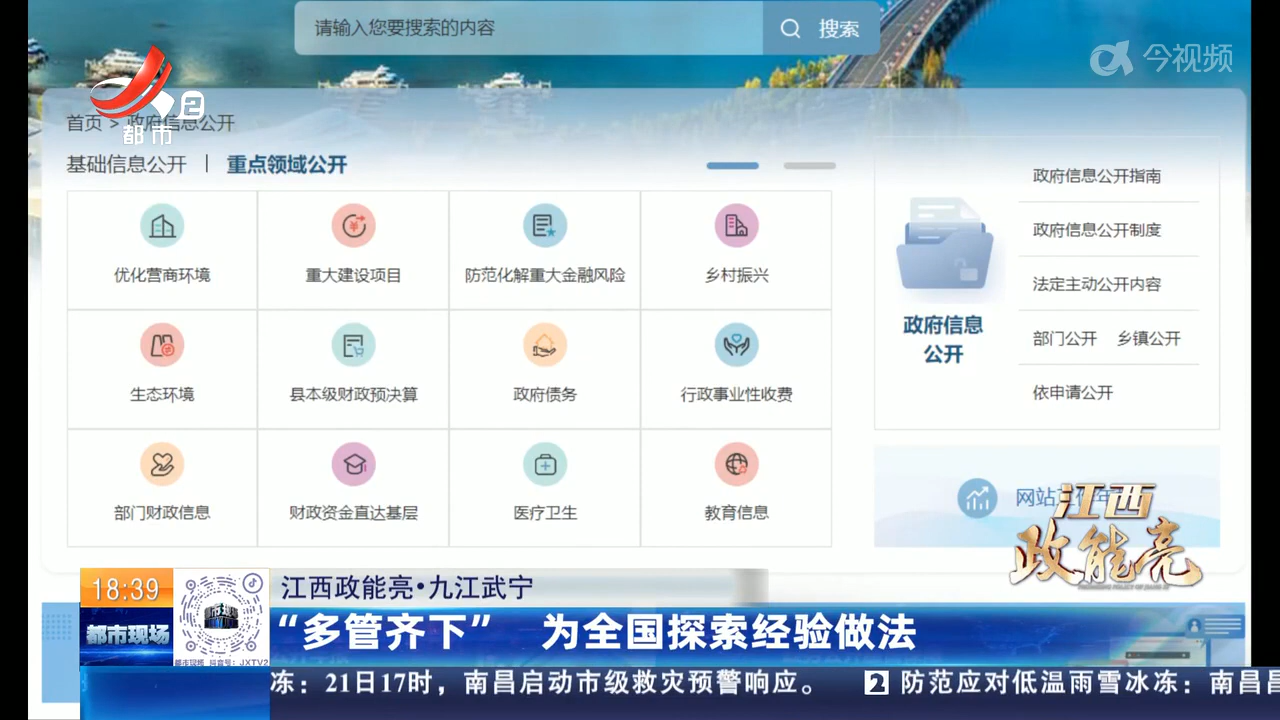 请输入您要搜索的内容
搜索
今视频
2
都市
首页 > 政府信息公开
基础信息公开 | 重点领域公开
优化营商环境
重大建设项目
防范化解重大金融风险
乡村振兴
生态环境
县本级财政预决算
政府债务
行政事业性收费
部门财政信息
财政资金直达基层
医疗卫生
教育信息
政府信息
公开
政府信息公开指南
政府信息公开制度
法定主动公开内容
部门公开 乡镇公开
依申请公开
网站
江西
政能亮
18:39
都市现场
都市现场 抖音号：JXTV2
江西政能亮·九江武宁
“多管齐下” 为全国探索经验做法
冻：21日17时，南昌启动市级救灾预警响应。 2 防范应对低温雨雪冰冻：南昌